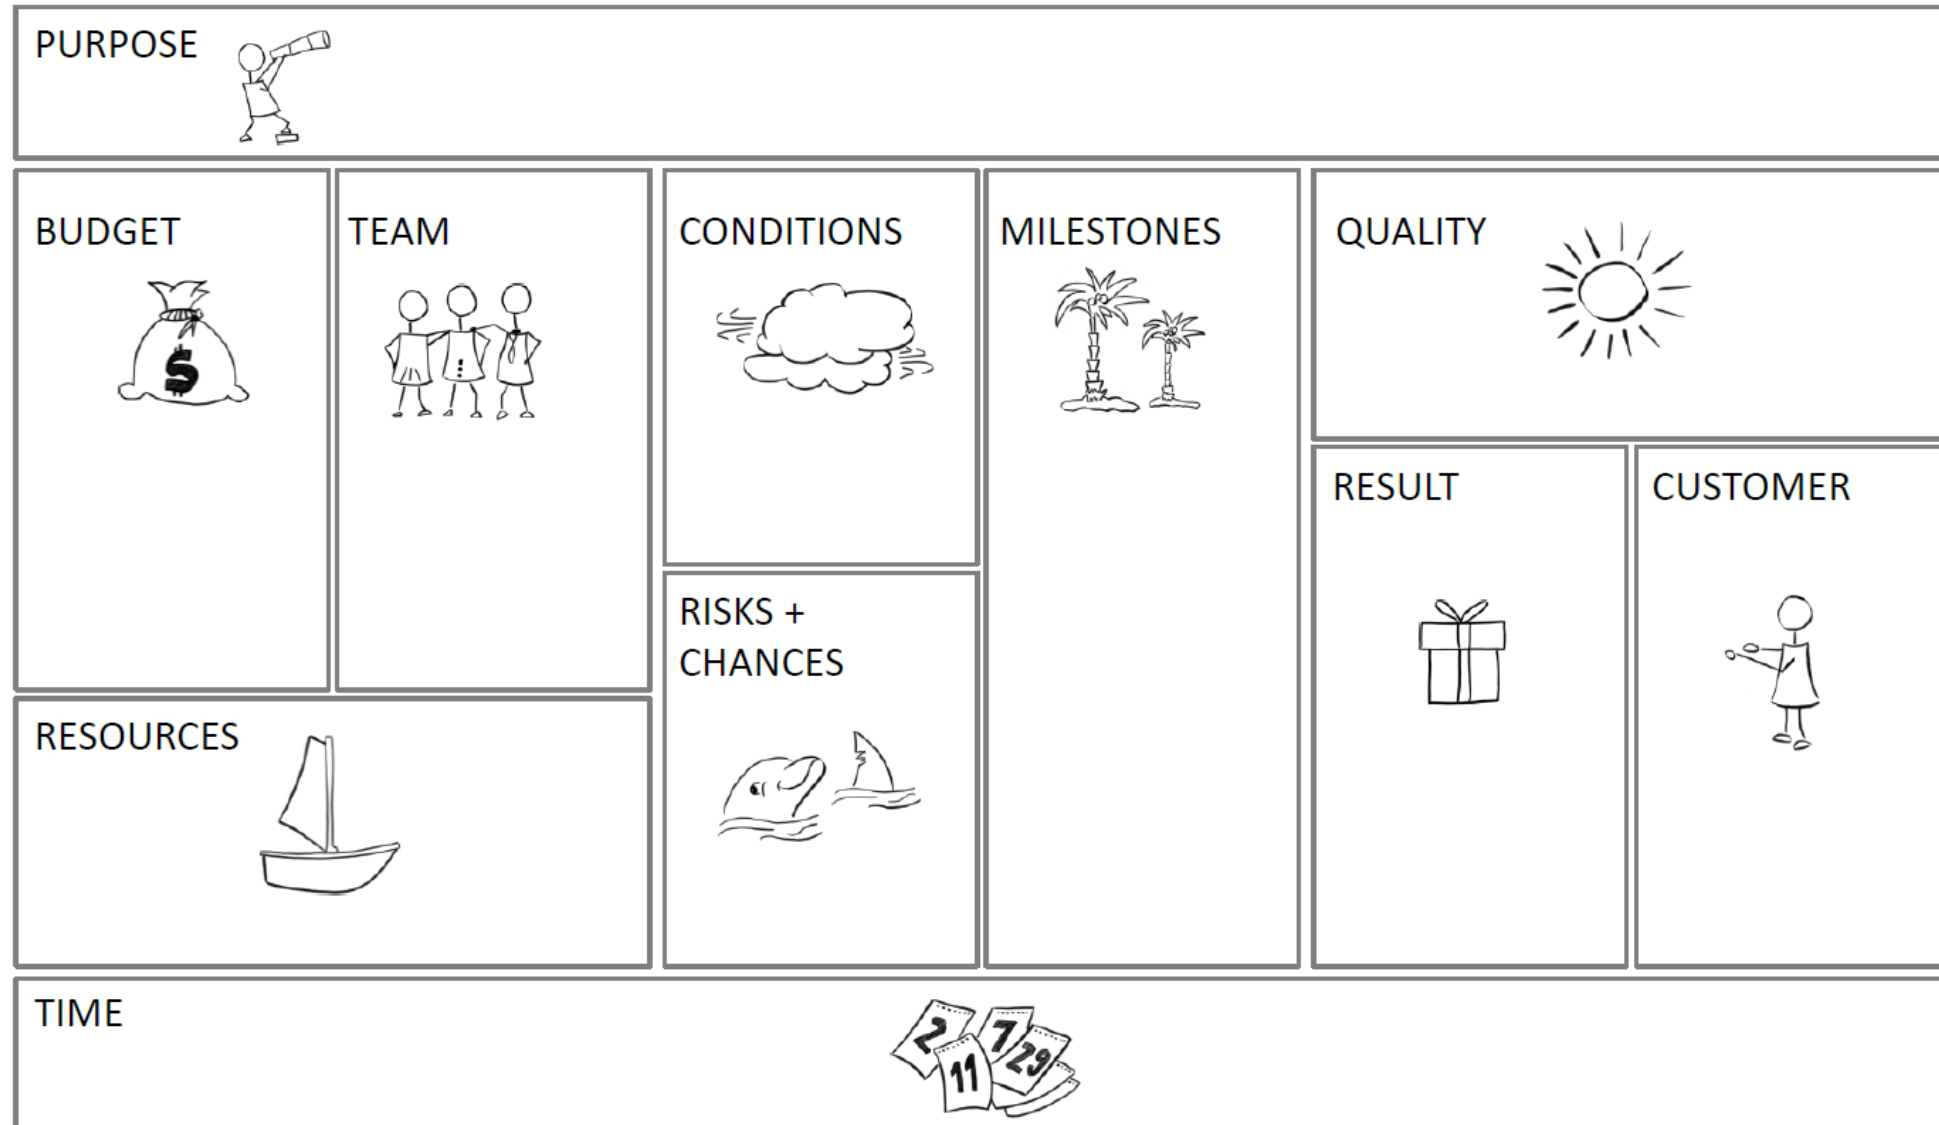 PURPOSE
BUDGET
$
TEAM
CONDITIONS
MILESTONES
QUALITY
RESULT
CUSTOMER
RISKS +
CHANCES
RESOURCES
TIME
2
7
29
11